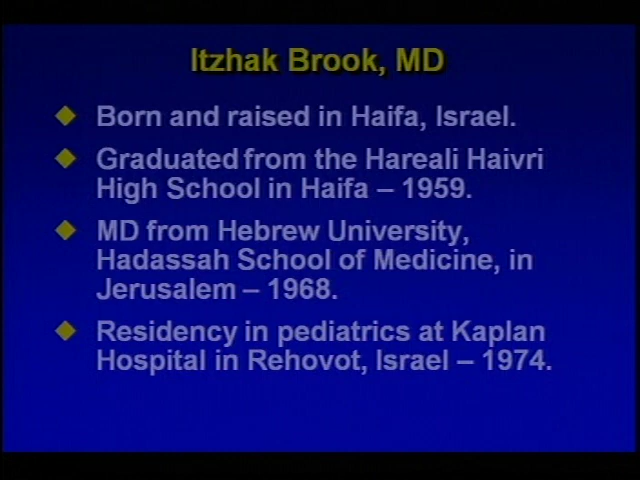 Itzhak Brook, MD
Born and raised in Haifa, Israel.
Graduated from the Hareali Haivri
High School in Haifa – 1959.
MD from Hebrew University,
Hadassah School of Medicine, in
Jerusalem – 1968.
Residency in pediatrics at Kaplan
Hospital in Rehovot, Israel – 1974.